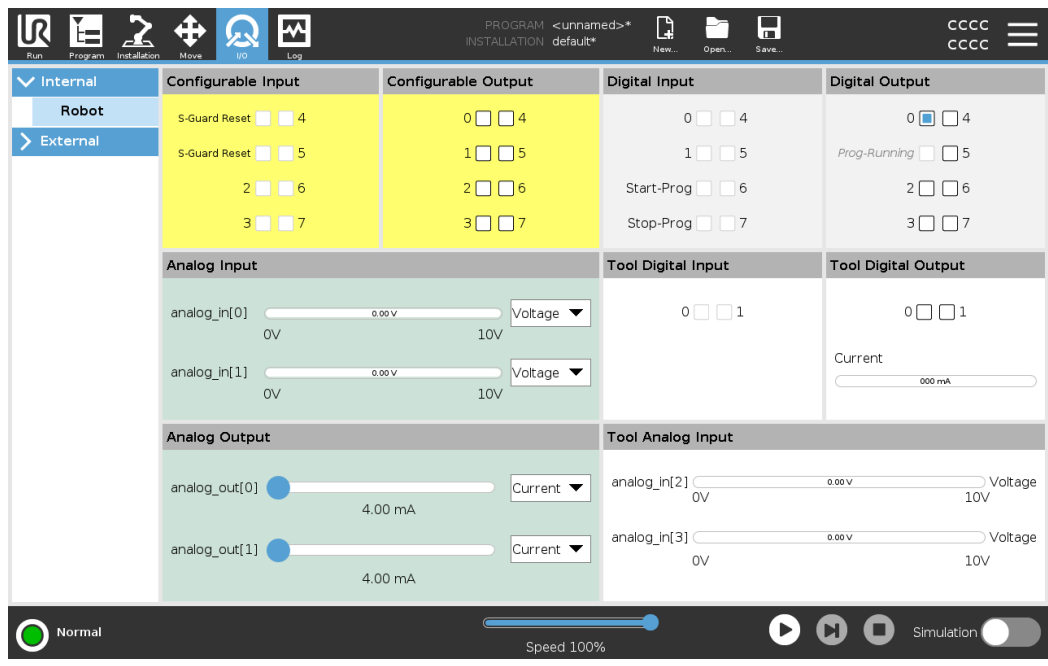 PROGRAM <unnamed>*
INSTALLATION default*
CCCC
CCCC
UR
Run
Program
Installation
Move
I/O
Log
New...
Open...
Save...
Internal
Robot
External
Configurable Input
S-Guard Reset 4
S-Guard Reset 5
2 6
3 7
Configurable Output
0 4
1 5
2 6
3 7
Digital Input
0 4
1 5
Start-Prog 6
Stop-Prog 7
Digital Output
0 4
Prog-Running 5
2 6
3 7
Analog Input
analog_in[0] 0.00 V Voltage
0V 10V
analog_in[1] 0.00 V Voltage
0V 10V
Tool Digital Input
0 1
Tool Digital Output
0 1
Current
000 mA
Analog Output
analog_out[0] Current
4.00 mA
analog_out[1] Current
4.00 mA
Tool Analog Input
analog_in[2] 0.00 V Voltage
0V 10V
analog_in[3] 0.00 V Voltage
0V 10V
Normal
Speed 100%
Simulation